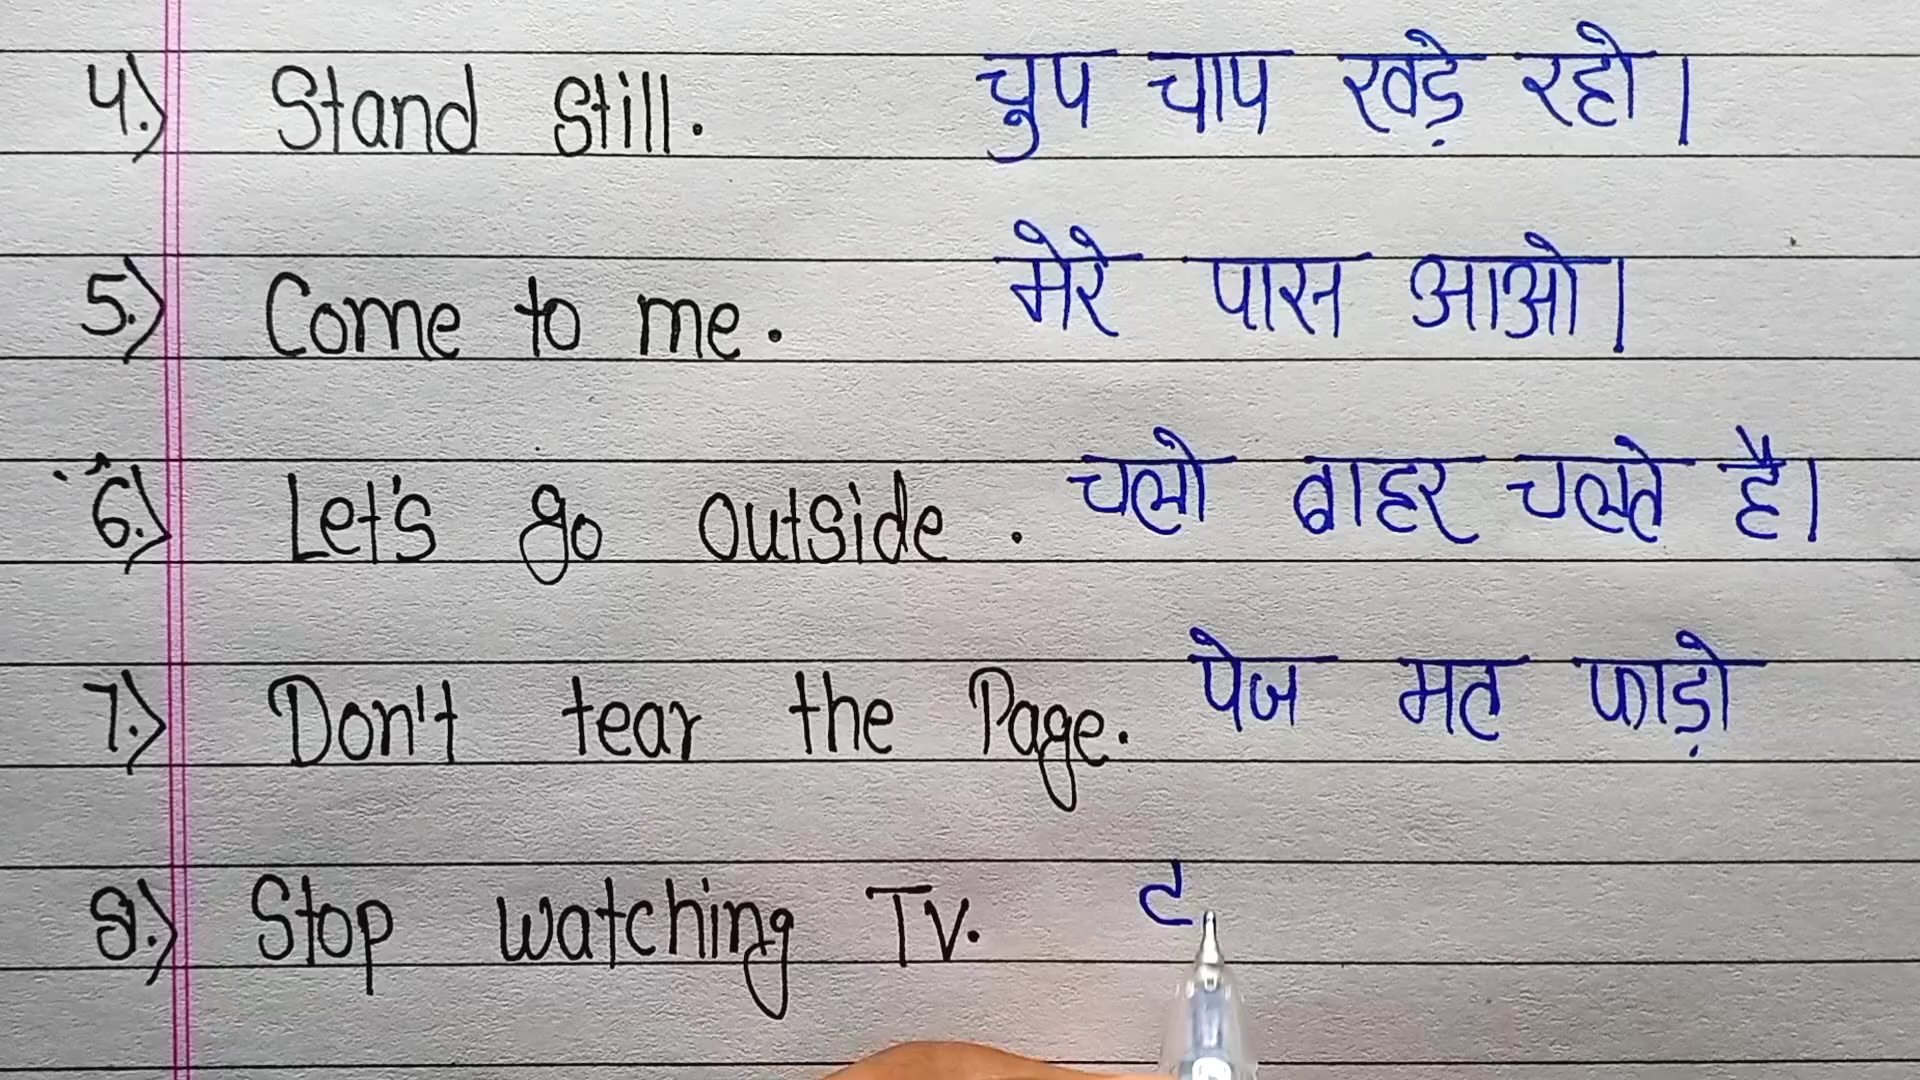 4.) Stand Still. चुप चाप खड़े रहो।
5.) Come to me. मेरे पास आओ।
6.) Let's go outside. चलो बाहर चलते है।
7.) Don't tear the Page. पेज मत फाड़ो
8.) Stop watching TV. ट